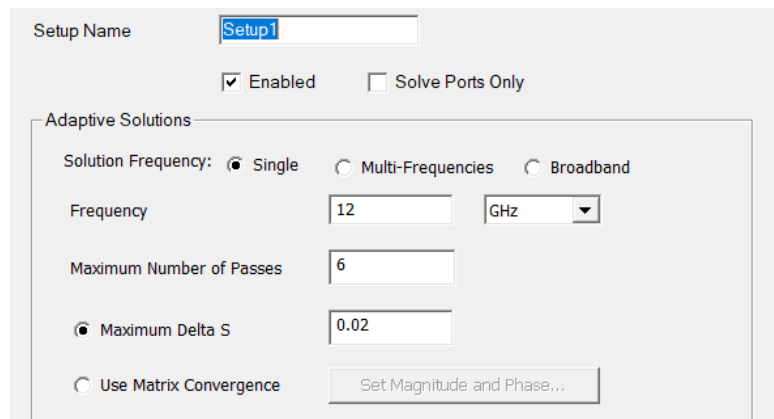 Setup Name Setup1
Enabled Solve Ports Only
Adaptive Solutions
Solution Frequency: Single Multi-Frequencies Broadband
Frequency 12 GHz
Maximum Number of Passes 6
Maximum Delta S 0.02
Use Matrix Convergence Set Magnitude and Phase...